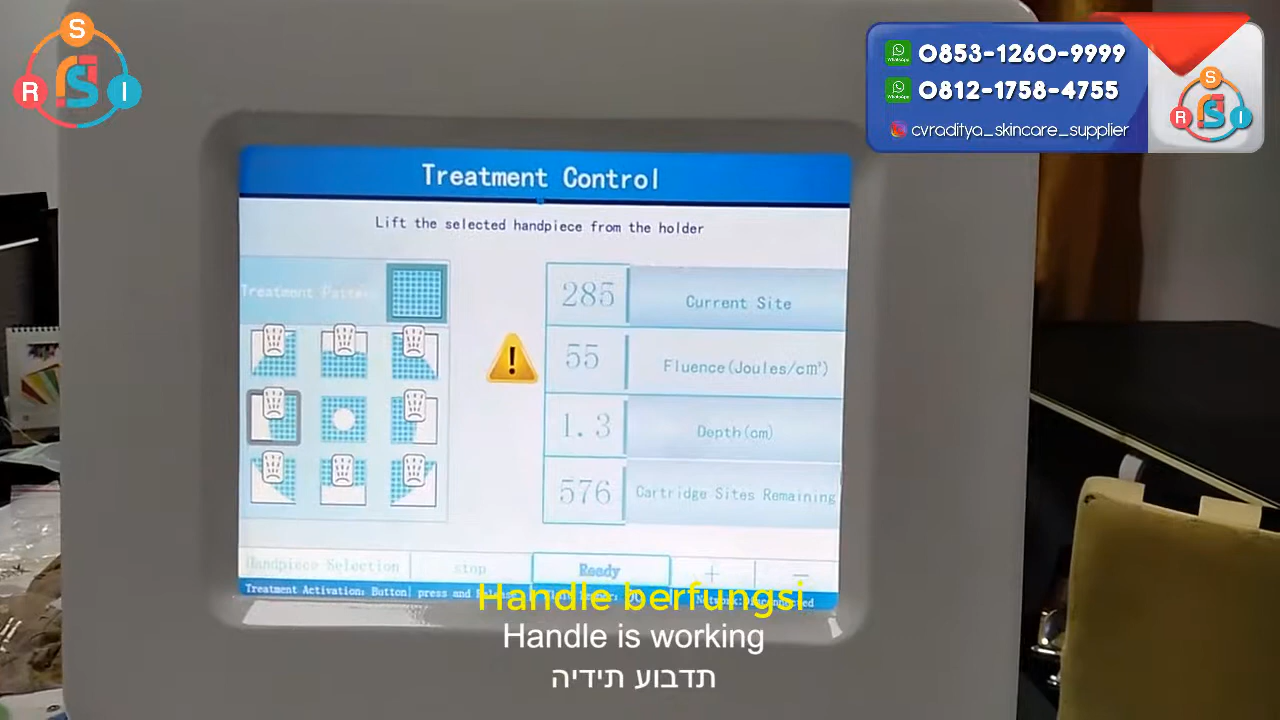 S
R I
0853-1260-9999
0812-1758-4755
cvraditya_skincare_supplier
S
R I
Treatment Control
Lift the selected handpiece from the holder
Treatment
285 Current Site
55 Fluence(Joules/cm²)
1.3 Depth(cm)
576 Cartridge Sites Remaining
Handpiece Selection stop Ready + −
Treatment Activation: Button| press and
Handle berfungsi
Handle is working
תדבוע תידיה